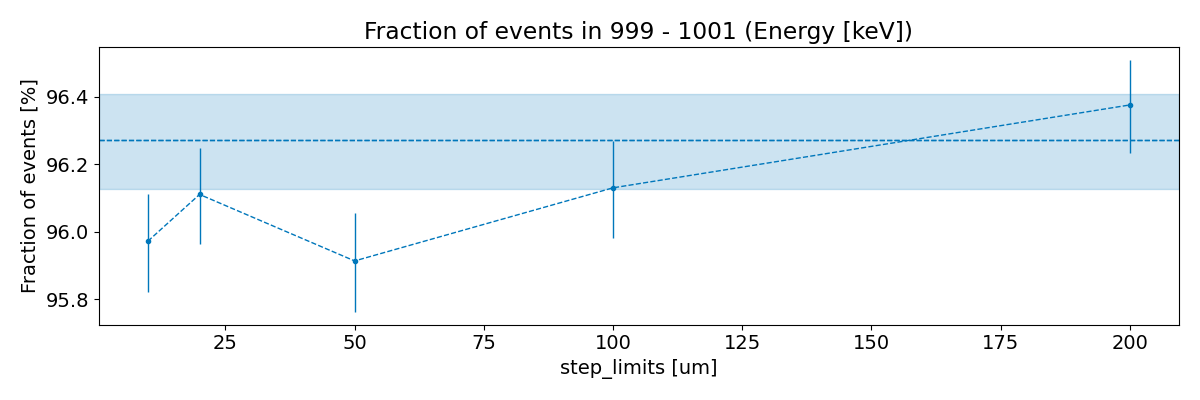 Fraction of events in 999 - 1001 (Energy [keV])
Fraction of events [%]
96.4
96.2
96.0
95.8
25 50 75 100 125 150 175 200
step_limits [um]